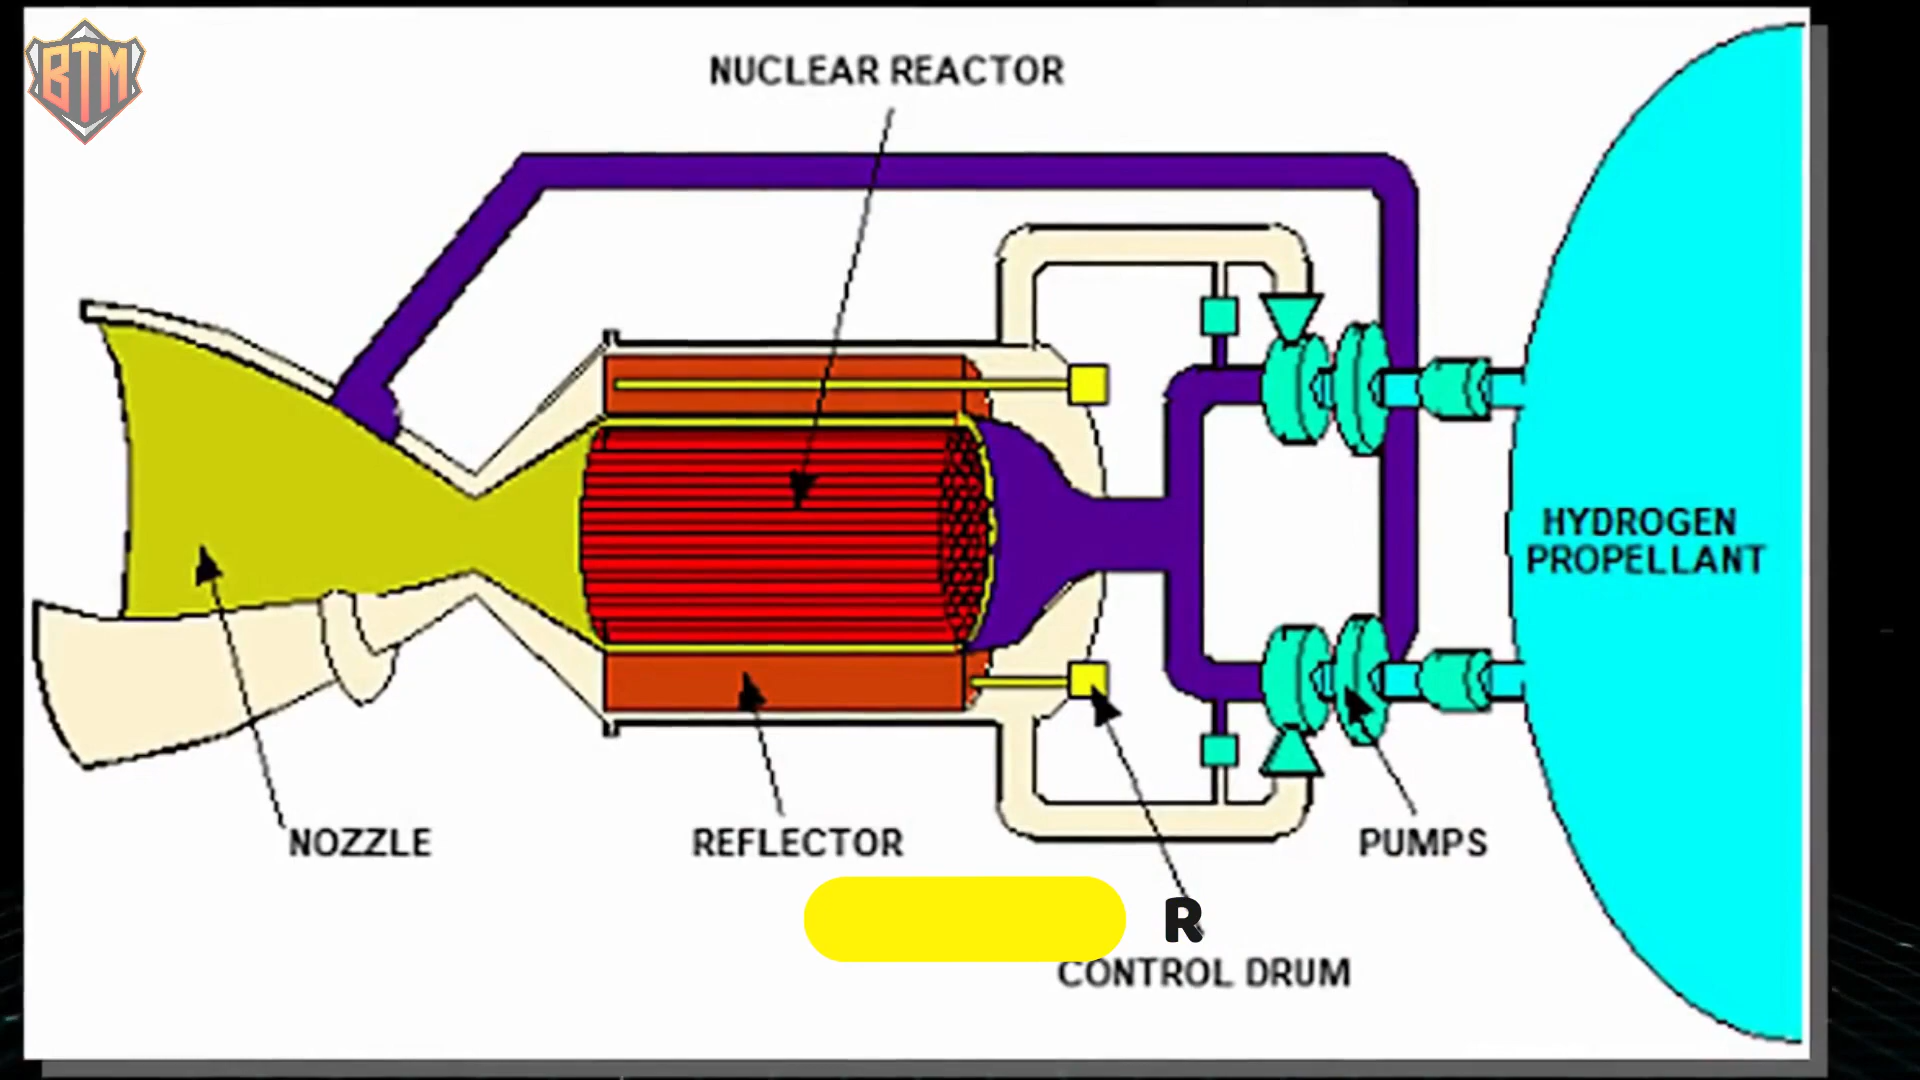 BTM
NUCLEAR REACTOR
HYDROGEN
PROPELLANT
NOZZLE
REFLECTOR
PUMPS
R
CONTROL DRUM